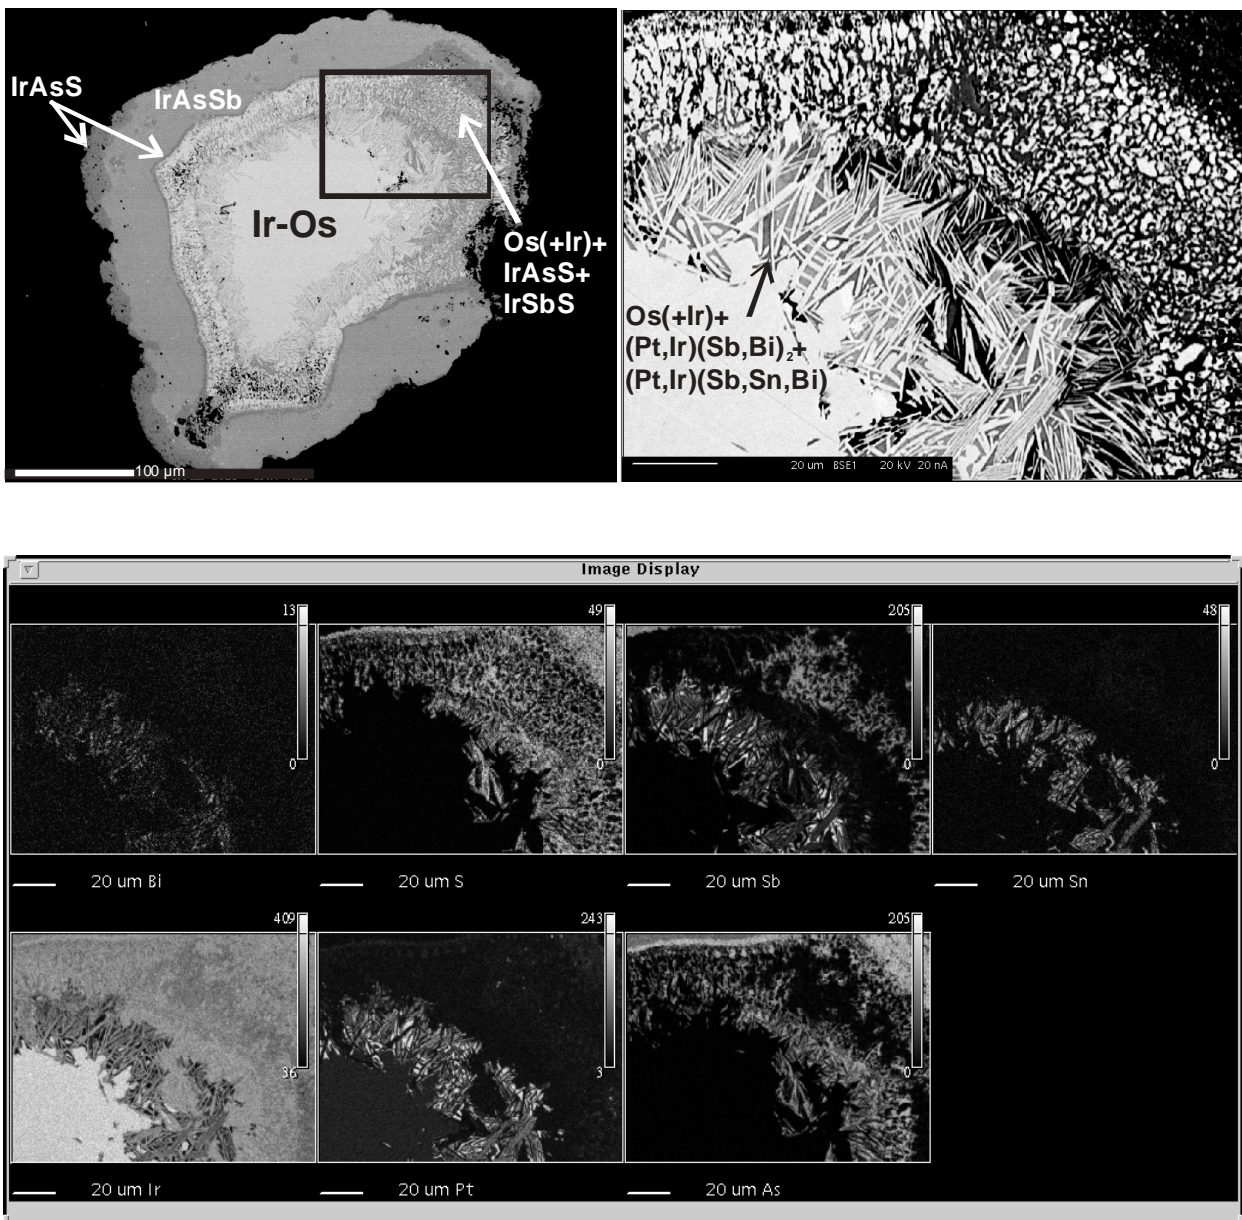 IrAsS
IrAsSb
Ir-Os
Os(+Ir)+
IrAsS+
IrSbS
100 µm
Os(+Ir)+
(Pt,Ir)(Sb,Bi)₂+
(Pt,Ir)(Sb,Sn,Bi)
20 um BSE1 20 kV 20 nA
Image Display
13
49
205
48
0
0
0
0
20 um Bi
20 um S
20 um Sb
20 um Sn
409
243
205
36
3
0
20 um Ir
20 um Pt
20 um As